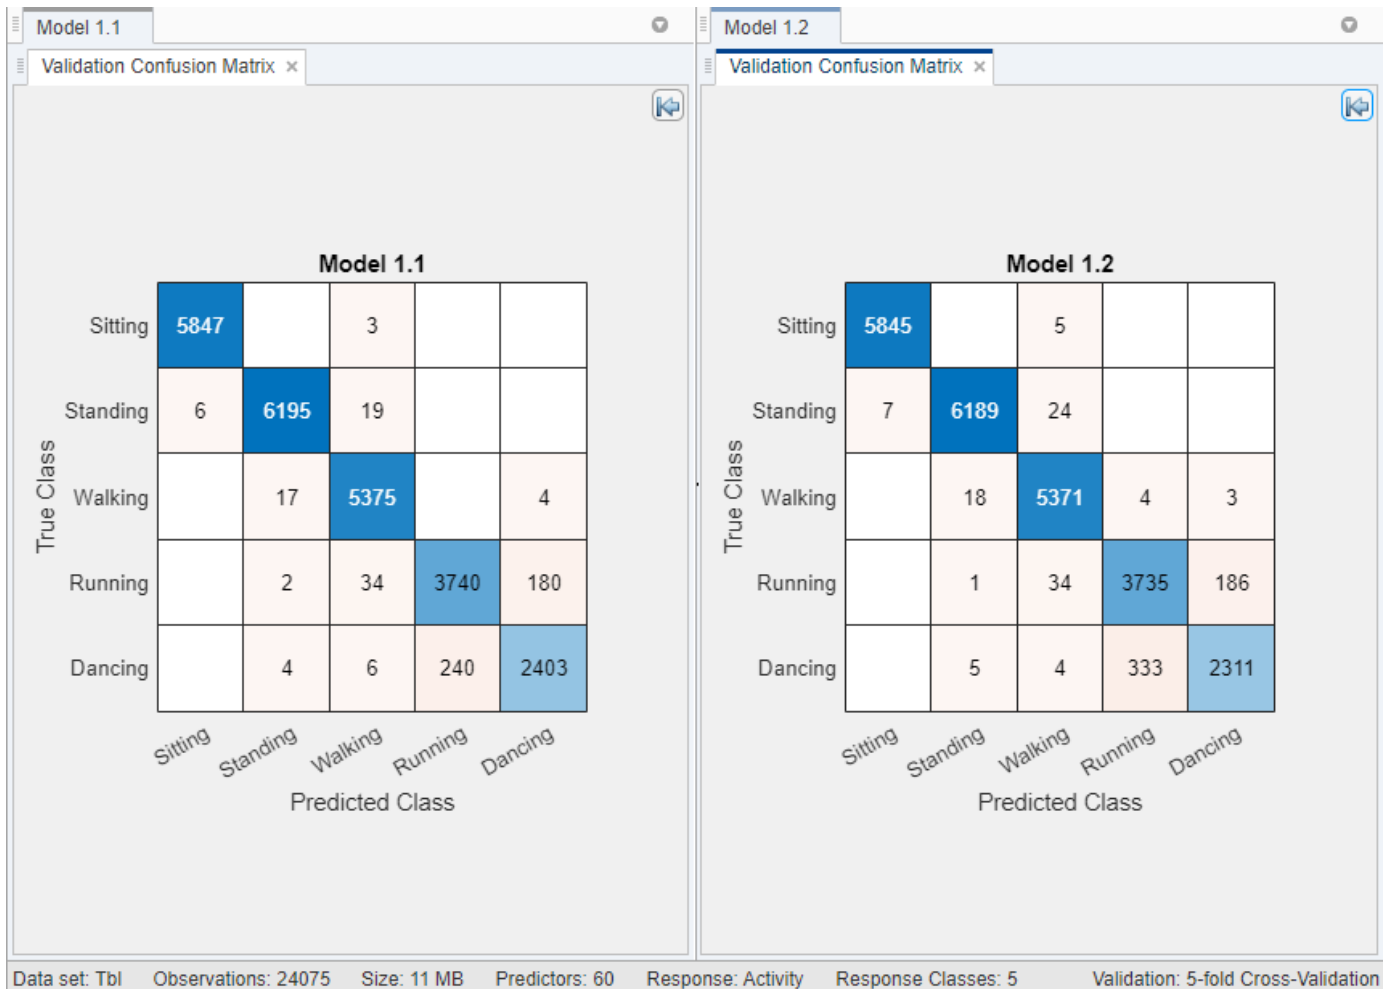 Model 1.1
Validation Confusion Matrix ×
Model 1.1
Sitting 5847 3
Standing 6 6195 19
Walking 17 5375 4
Running 2 34 3740 180
Dancing 4 6 240 2403
True Class
Sitting Standing Walking Running Dancing
Predicted Class
Model 1.2
Validation Confusion Matrix ×
Model 1.2
Sitting 5845 5
Standing 7 6189 24
Walking 18 5371 4 3
Running 1 34 3735 186
Dancing 5 4 333 2311
True Class
Sitting Standing Walking Running Dancing
Predicted Class
Data set: Tbl Observations: 24075 Size: 11 MB Predictors: 60 Response: Activity Response Classes: 5 Validation: 5-fold Cross-Validation